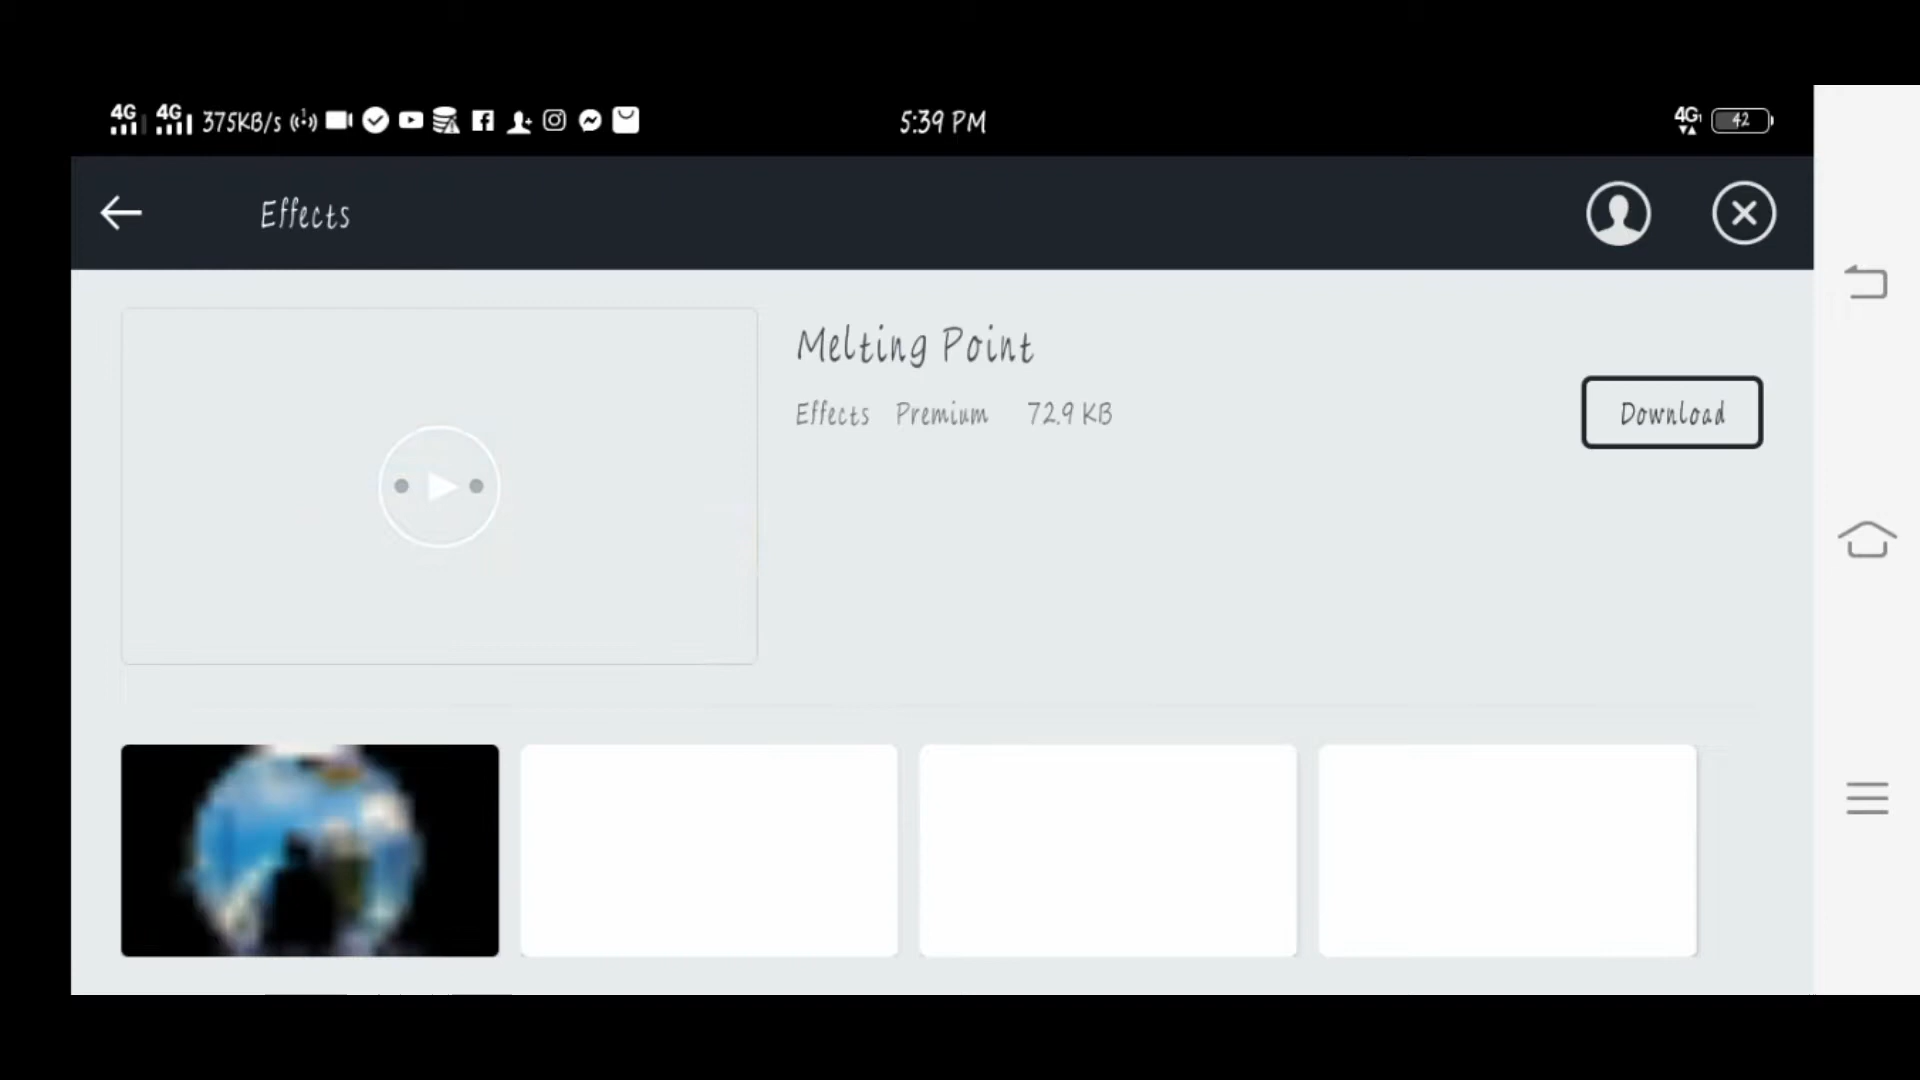 4G 4G 375KB/s 5:39 PM 4G 42
Effects
Melting Point
Effects Premium 72.9 KB
Download